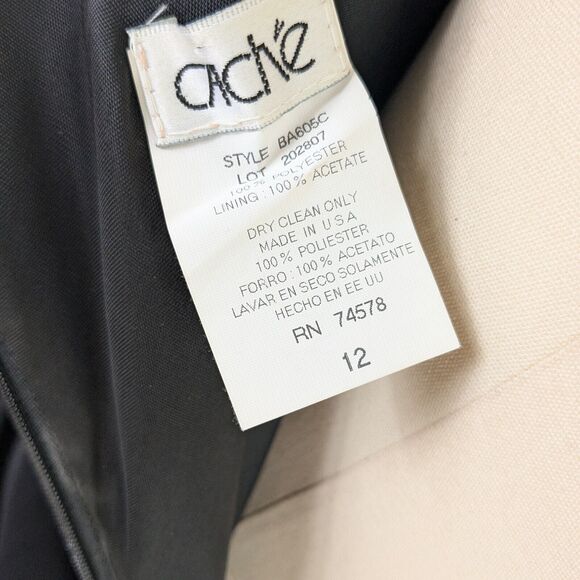 CACHÉ
STYLE BA605C
LOT 202807
100% POLYESTER
LINING: 100% ACETATE
DRY CLEAN ONLY
MADE IN U S A
100% POLIESTER
FORRO: 100% ACETATO
LAVAR EN SECO SOLAMENTE
HECHO EN EE UU
RN 74578
12